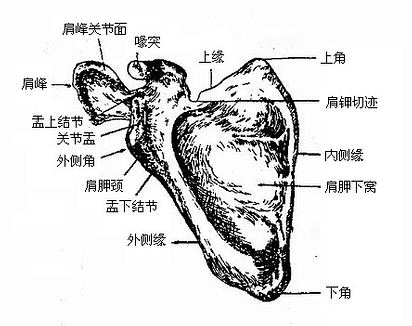 肩峰关节面
喙突
上缘
上角
肩峰
肩钾切迹
盂上结节
关节盂
外侧角
内侧缘
肩胛颈
肩胛下窝
盂下结节
外侧缘
下角